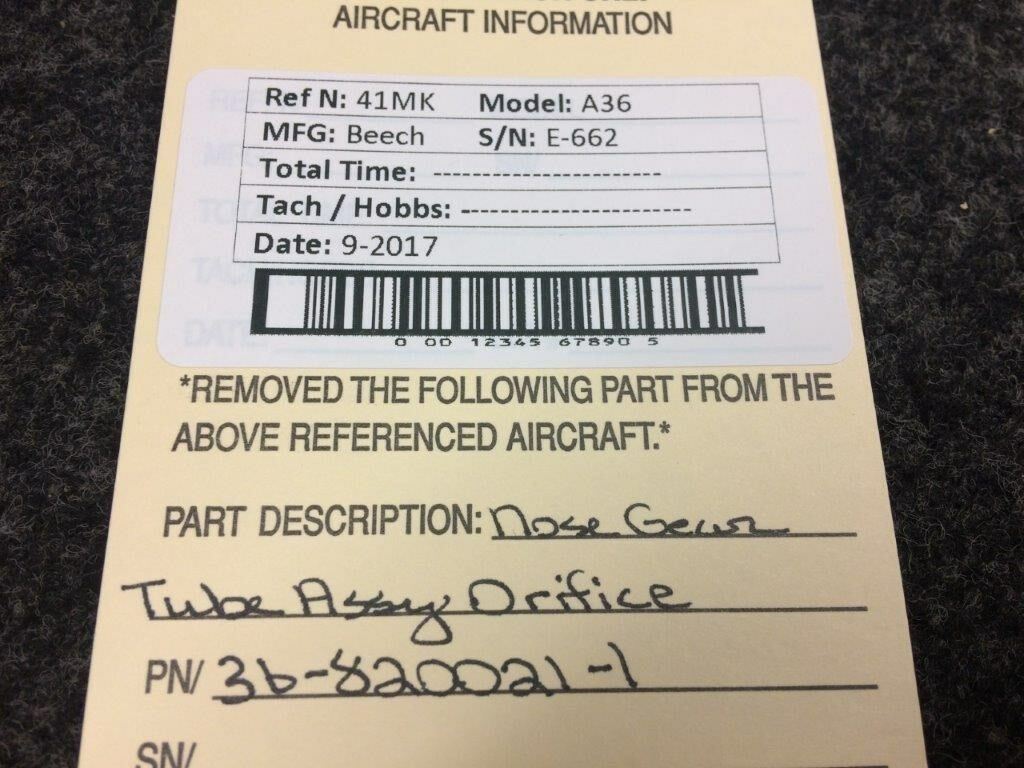 AIRCRAFT INFORMATION
Ref N: 41MK Model: A36
MFG: Beech S/N: E-662
Total Time: -----------------------
Tach / Hobbs: -----------------------
Date: 9-2017
0 00 12345 67890 5
*REMOVED THE FOLLOWING PART FROM THE
ABOVE REFERENCED AIRCRAFT.*
PART DESCRIPTION: Nose Gear
Tube Assy Orifice
PN/ 36-820021-1
SN/